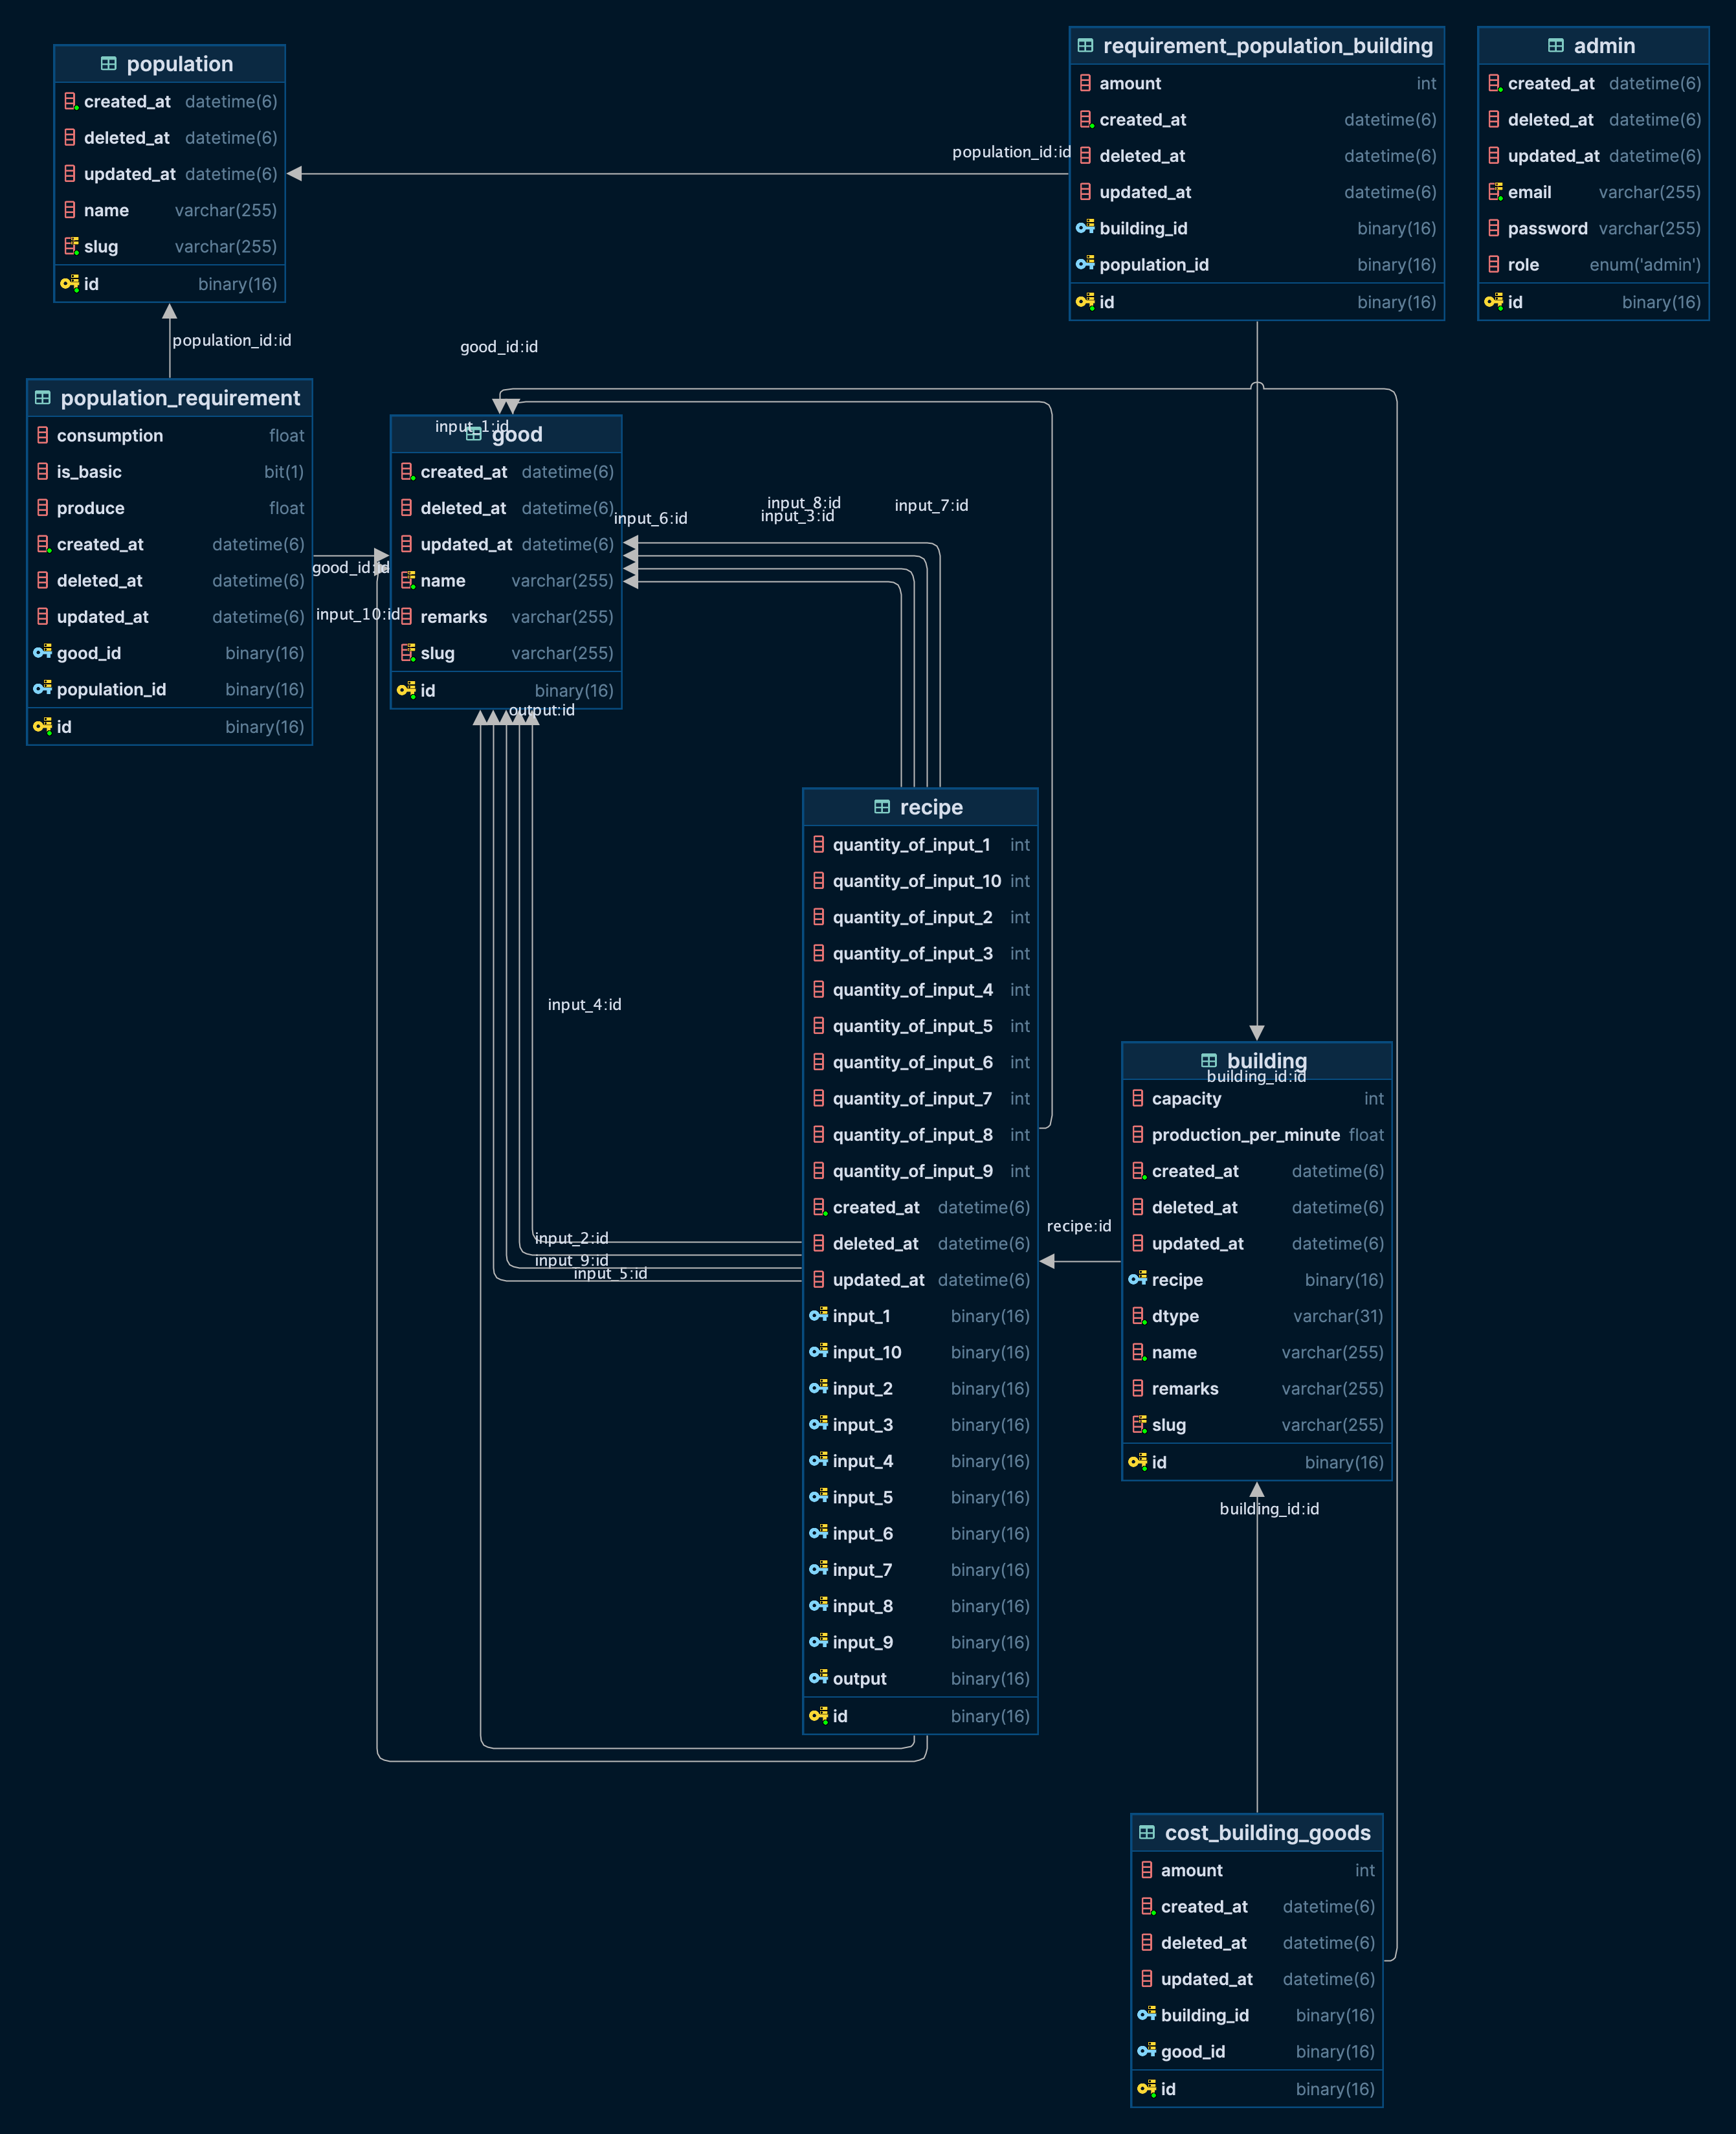 population
created_at datetime(6)
deleted_at datetime(6)
updated_at datetime(6)
name varchar(255)
slug varchar(255)
id binary(16)
requirement_population_building
amount int
created_at datetime(6)
deleted_at datetime(6)
updated_at datetime(6)
building_id binary(16)
population_id binary(16)
id binary(16)
admin
created_at datetime(6)
deleted_at datetime(6)
updated_at datetime(6)
email varchar(255)
password varchar(255)
role enum('admin')
id binary(16)
population_id:id
population_id:id
good_id:id
population_requirement
consumption float
is_basic bit(1)
produce float
created_at datetime(6)
deleted_at datetime(6)
updated_at datetime(6)
good_id binary(16)
population_id binary(16)
id binary(16)
good_id:id
input_10:id
input_1:id
good
created_at datetime(6)
deleted_at datetime(6)
updated_at datetime(6)
name varchar(255)
remarks varchar(255)
slug varchar(255)
id binary(16)
output:id
input_6:id
input_8:id
input_3:id
input_7:id
input_4:id
input_2:id
input_9:id
input_5:id
recipe
quantity_of_input_1 int
quantity_of_input_10 int
quantity_of_input_2 int
quantity_of_input_3 int
quantity_of_input_4 int
quantity_of_input_5 int
quantity_of_input_6 int
quantity_of_input_7 int
quantity_of_input_8 int
quantity_of_input_9 int
created_at datetime(6)
deleted_at datetime(6)
updated_at datetime(6)
input_1 binary(16)
input_10 binary(16)
input_2 binary(16)
input_3 binary(16)
input_4 binary(16)
input_5 binary(16)
input_6 binary(16)
input_7 binary(16)
input_8 binary(16)
input_9 binary(16)
output binary(16)
id binary(16)
recipe:id
building
building_id:id
capacity int
production_per_minute float
created_at datetime(6)
deleted_at datetime(6)
updated_at datetime(6)
recipe binary(16)
dtype varchar(31)
name varchar(255)
remarks varchar(255)
slug varchar(255)
id binary(16)
building_id:id
cost_building_goods
amount int
created_at datetime(6)
deleted_at datetime(6)
updated_at datetime(6)
building_id binary(16)
good_id binary(16)
id binary(16)